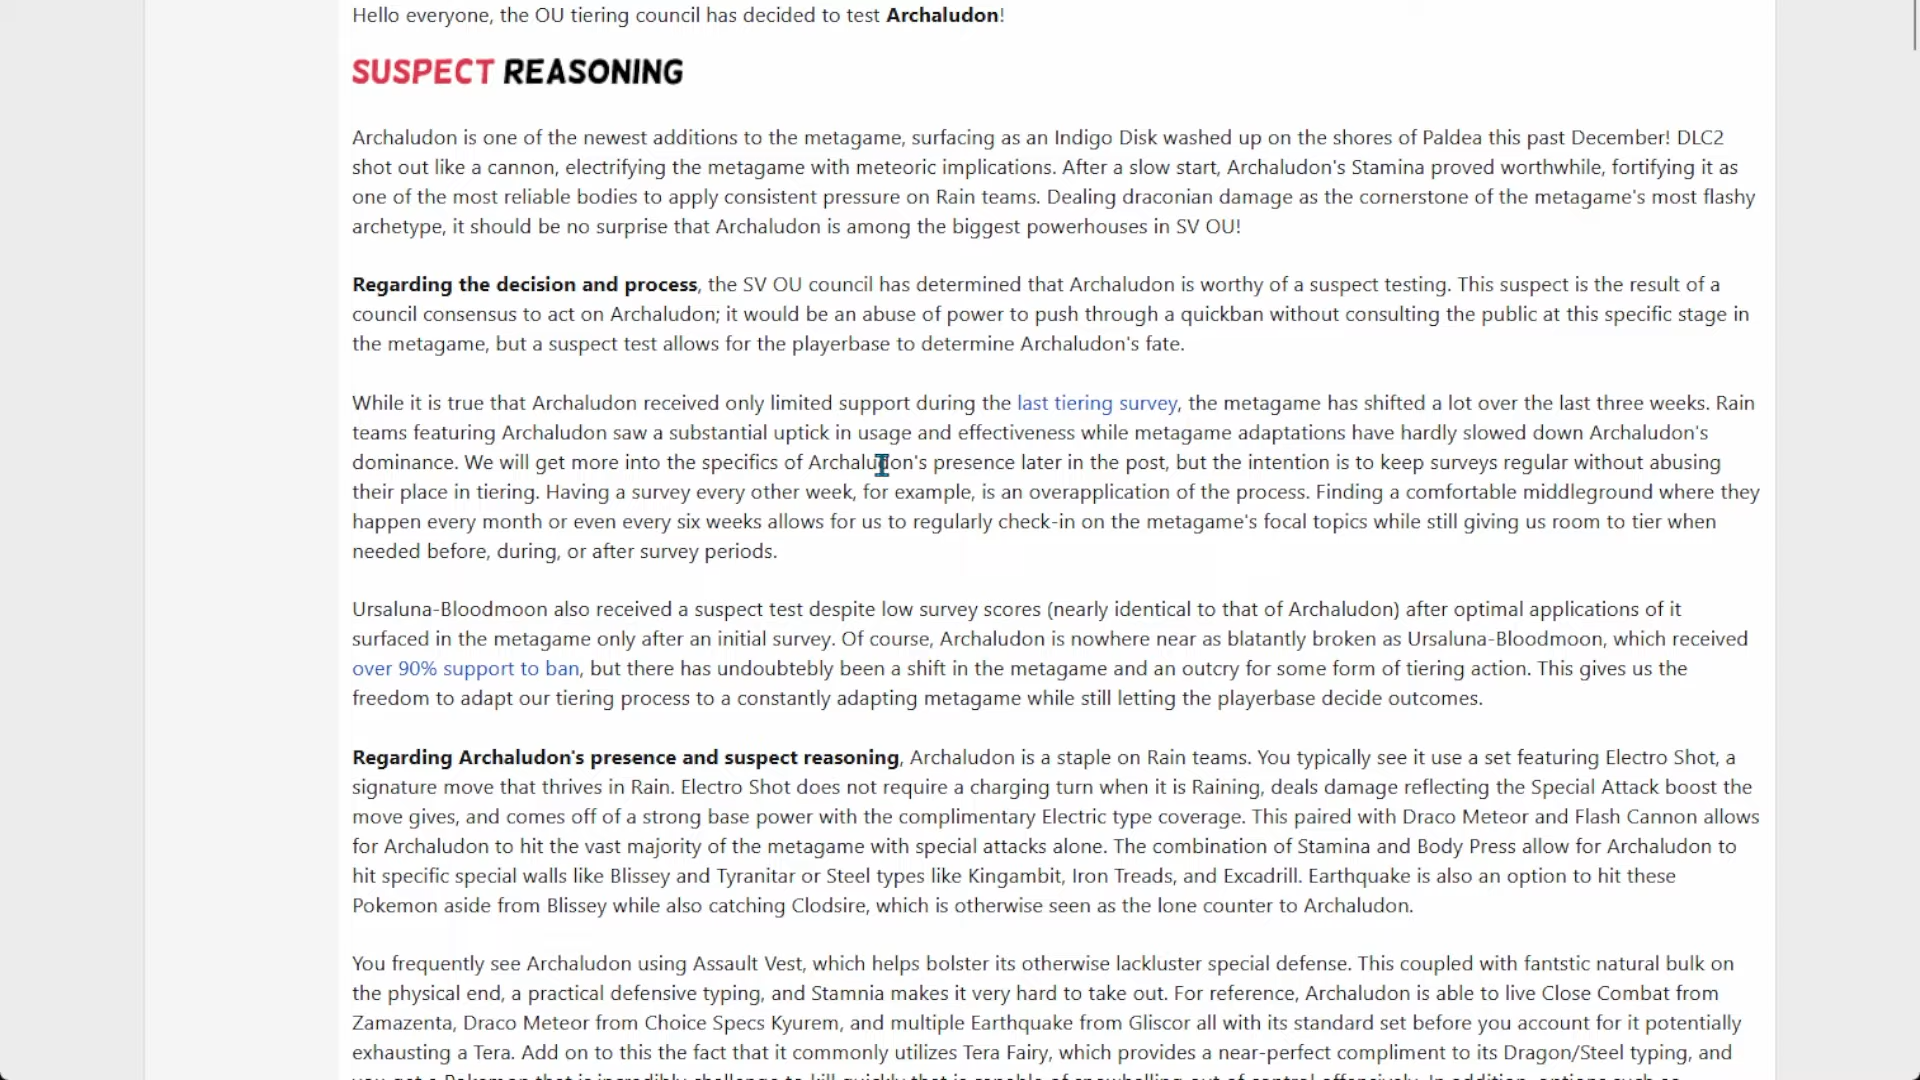 Hello everyone, the OU tiering council has decided to test Archaludon!
SUSPECT REASONING
Archaludon is one of the newest additions to the metagame, surfacing as an Indigo Disk washed up on the shores of Paldea this past December! DLC2
shot out like a cannon, electrifying the metagame with meteoric implications. After a slow start, Archaludon's Stamina proved worthwhile, fortifying it as
one of the most reliable bodies to apply consistent pressure on Rain teams. Dealing draconian damage as the cornerstone of the metagame's most flashy
archetype, it should be no surprise that Archaludon is among the biggest powerhouses in SV OU!
Regarding the decision and process, the SV OU council has determined that Archaludon is worthy of a suspect testing. This suspect is the result of a
council consensus to act on Archaludon; it would be an abuse of power to push through a quickban without consulting the public at this specific stage in
the metagame, but a suspect test allows for the playerbase to determine Archaludon's fate.
While it is true that Archaludon received only limited support during the last tiering survey, the metagame has shifted a lot over the last three weeks. Rain
teams featuring Archaludon saw a substantial uptick in usage and effectiveness while metagame adaptations have hardly slowed down Archaludon's
dominance. We will get more into the specifics of Archaludon's presence later in the post, but the intention is to keep surveys regular without abusing
their place in tiering. Having a survey every other week, for example, is an overapplication of the process. Finding a comfortable middleground where they
happen every month or even every six weeks allows for us to regularly check-in on the metagame's focal topics while still giving us room to tier when
needed before, during, or after survey periods.
Ursaluna-Bloodmoon also received a suspect test despite low survey scores (nearly identical to that of Archaludon) after optimal applications of it
surfaced in the metagame only after an initial survey. Of course, Archaludon is nowhere near as blatantly broken as Ursaluna-Bloodmoon, which received
over 90% support to ban, but there has undoubtebly been a shift in the metagame and an outcry for some form of tiering action. This gives us the
freedom to adapt our tiering process to a constantly adapting metagame while still letting the playerbase decide outcomes.
Regarding Archaludon's presence and suspect reasoning, Archaludon is a staple on Rain teams. You typically see it use a set featuring Electro Shot, a
signature move that thrives in Rain. Electro Shot does not require a charging turn when it is Raining, deals damage reflecting the Special Attack boost the
move gives, and comes off of a strong base power with the complimentary Electric type coverage. This paired with Draco Meteor and Flash Cannon allows
for Archaludon to hit the vast majority of the metagame with special attacks alone. The combination of Stamina and Body Press allow for Archaludon to
hit specific special walls like Blissey and Tyranitar or Steel types like Kingambit, Iron Treads, and Excadrill. Earthquake is also an option to hit these
Pokemon aside from Blissey while also catching Clodsire, which is otherwise seen as the lone counter to Archaludon.
You frequently see Archaludon using Assault Vest, which helps bolster its otherwise lackluster special defense. This coupled with fantstic natural bulk on
the physical end, a practical defensive typing, and Stamnia makes it very hard to take out. For reference, Archaludon is able to live Close Combat from
Zamazenta, Draco Meteor from Choice Specs Kyurem, and multiple Earthquake from Gliscor all with its standard set before you account for it potentially
exhausting a Tera. Add on to this the fact that it commonly utilizes Tera Fairy, which provides a near-perfect compliment to its Dragon/Steel typing, and